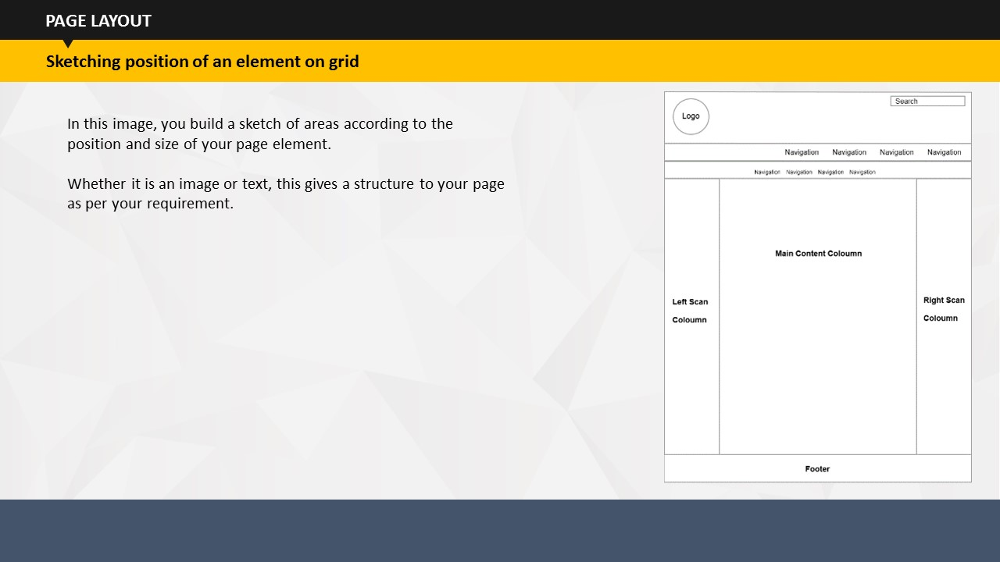 PAGE LAYOUT
Sketching position of an element on grid
In this image, you build a sketch of areas according to the
position and size of your page element.
Whether it is an image or text, this gives a structure to your page
as per your requirement.
Search
Logo
Navigation Navigation Navigation Navigation
Navigation Navigation Navigation Navigation
Main Content Coloumn
Left Scan
Coloumn
Right Scan
Coloumn
Footer